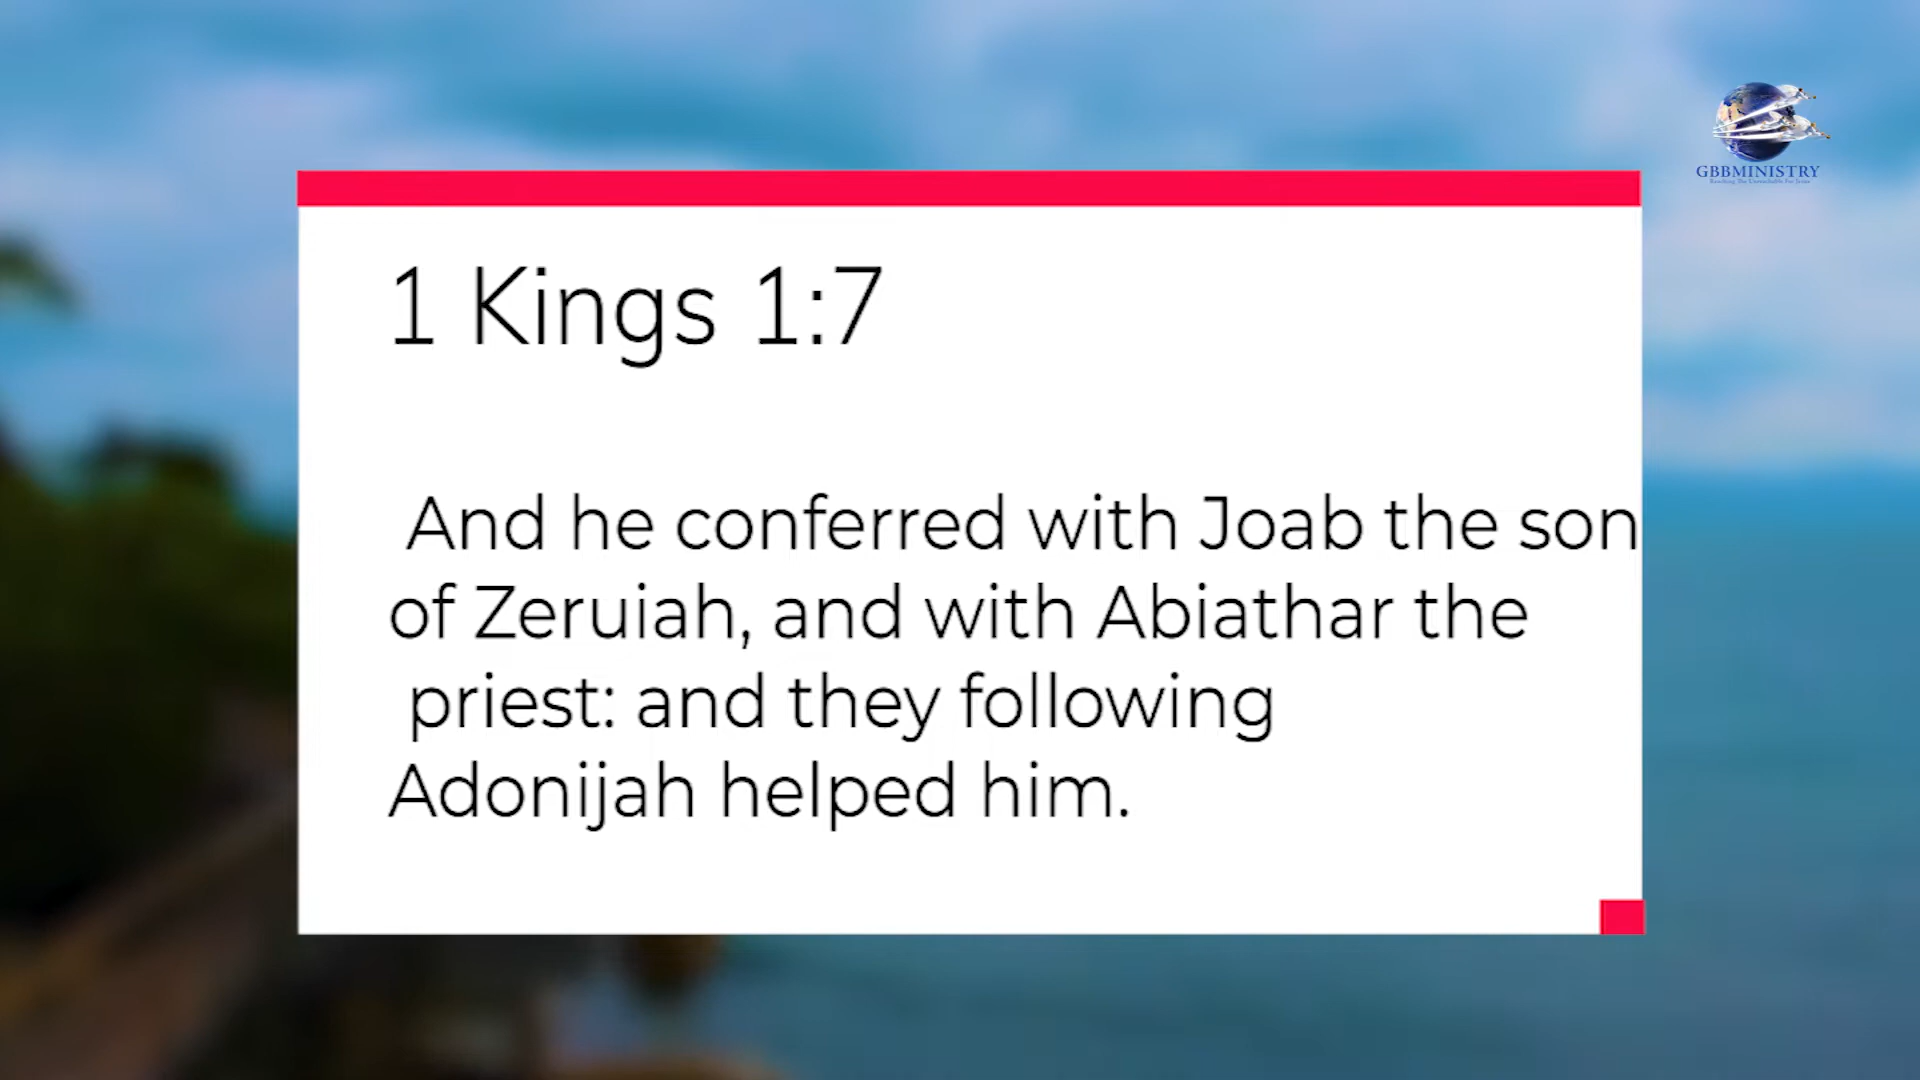 GBBMINISTRY
1 Kings 1:7
And he conferred with Joab the son
of Zeruiah, and with Abiathar the
priest: and they following
Adonijah helped him.